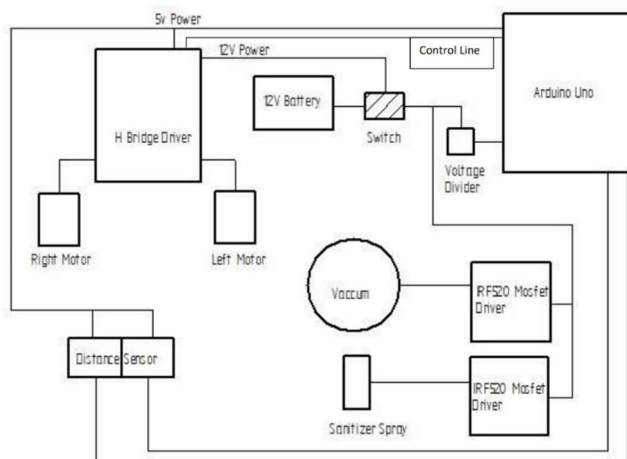 5v Power
12V Power
Control Line
Arduino Uno
12V Battery
H Bridge Driver
Switch
Voltage
Divider
Right Motor
Left Motor
Vaccum
IRF520 Mosfet
Driver
Distance Sensor
IRF520 Mosfet
Driver
Sanitizer Spray